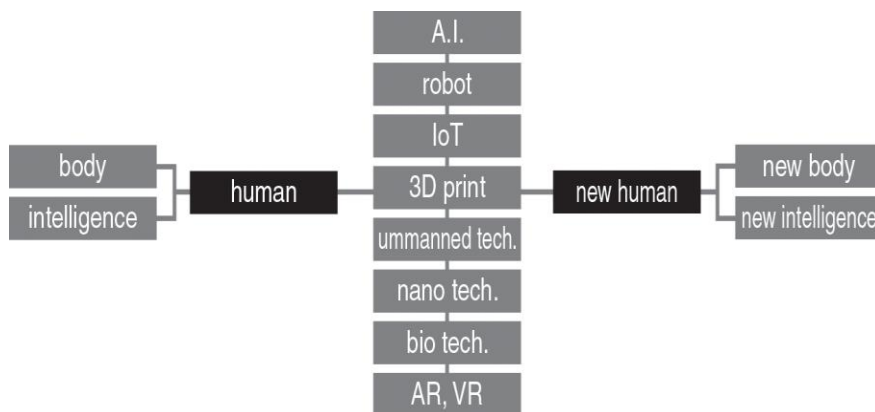 A.I.
robot
IoT
body
intelligence
human
3D print
new human
new body
new intelligence
ummanned tech.
nano tech.
bio tech.
AR, VR